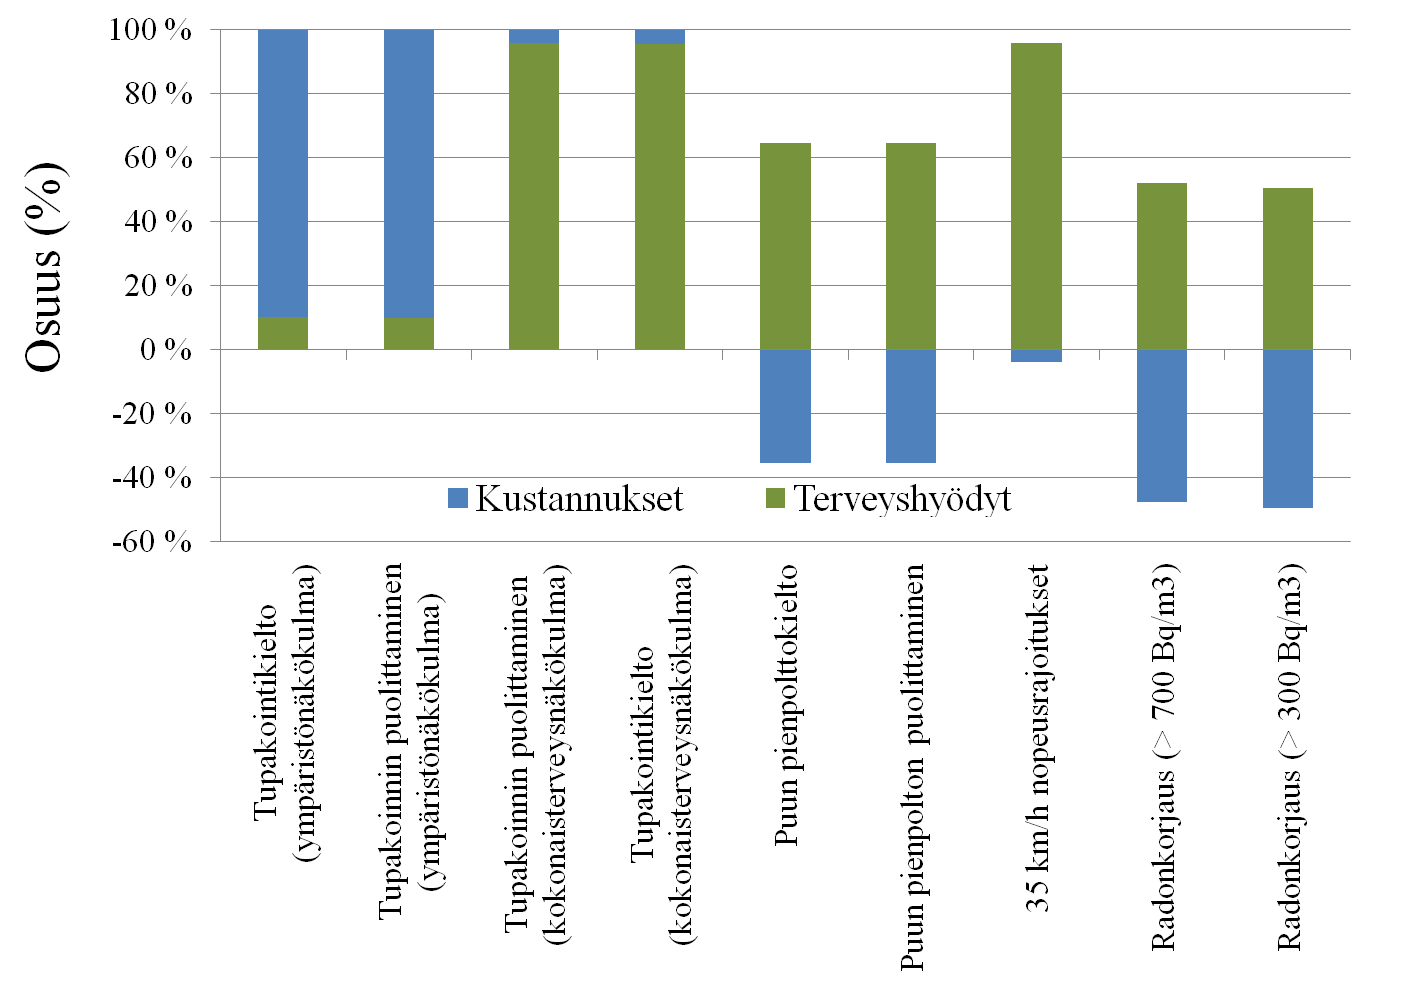 Osuus (%)
100 %
80 %
60 %
40 %
20 %
0 %
-20 %
-40 %
-60 %
Kustannukset
Terveyshyödyt
Tupakointikielto
(ympäristönäkökulma)
Tupakoinnin puolittaminen
(ympäristönäkökulma)
Tupakoinnin puolittaminen
(kokonaisterveysnäkökulma)
Tupakointikielto
(kokonaisterveysnäkökulma)
Puun pienpolttokielto
Puun pienpolton puolittaminen
35 km/h nopeusrajoitukset
Radonkorjaus (> 700 Bq/m3)
Radonkorjaus (> 300 Bq/m3)